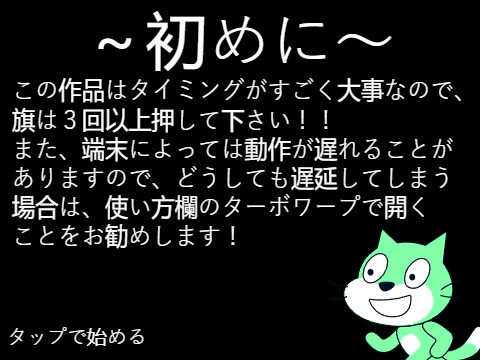 ～初めに～
この作品はタイミングがすごく大事なので、
旗は３回以上押して下さい！！
また、端末によっては動作が遅れることが
ありますので、どうしても遅延してしまう
場合は、使い方欄のターボワープで開く
ことをお勧めします！
タップで始める